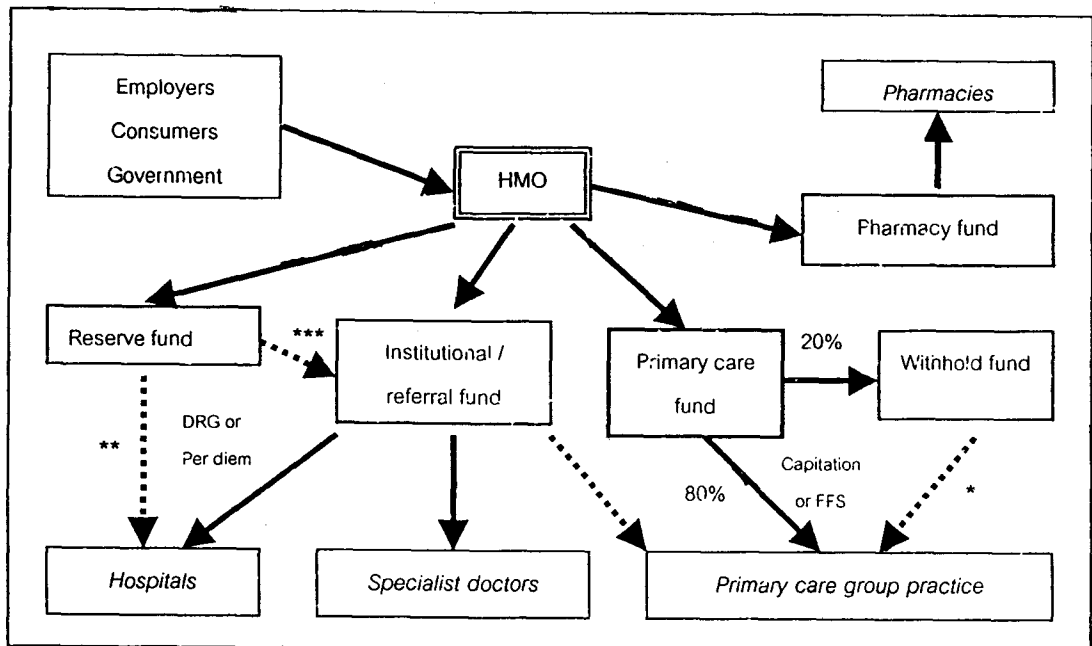 Employers
Consumers
Government
Pharmacies
HMO
Pharmacy fund
Reserve fund
***
Institutional /
referral fund
Primary care
fund
20%
Withhold fund
**
DRG or
Per diem
80%
Capitation
or FFS
*
Hospitals
Specialist doctors
Primary care group practice